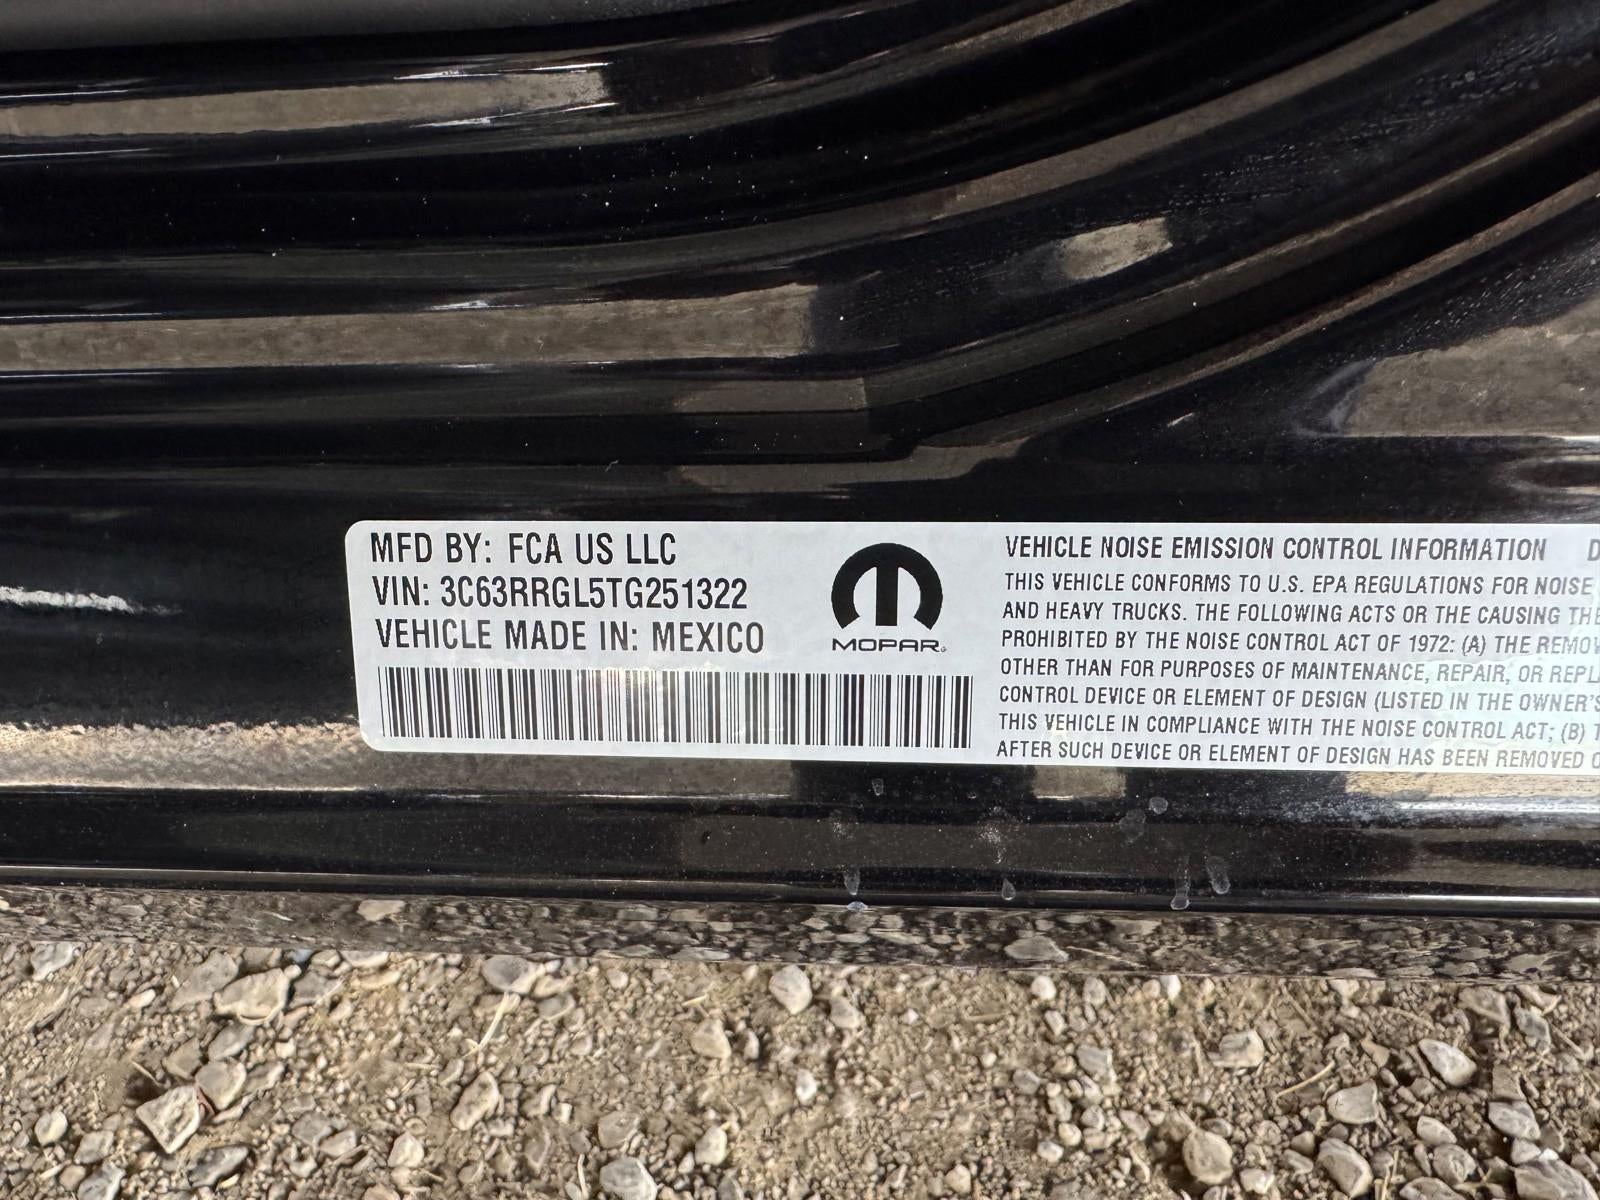 MFD BY: FCA US LLC
VIN: 3C63RRGL5TG251322
VEHICLE MADE IN: MEXICO
MOPAR
VEHICLE NOISE EMISSION CONTROL INFORMATION D
THIS VEHICLE CONFORMS TO U.S. EPA REGULATIONS FOR NOISE
AND HEAVY TRUCKS. THE FOLLOWING ACTS OR THE CAUSING THE
PROHIBITED BY THE NOISE CONTROL ACT OF 1972: (A) THE REMOV
OTHER THAN FOR PURPOSES OF MAINTENANCE, REPAIR, OR REPL
CONTROL DEVICE OR ELEMENT OF DESIGN (LISTED IN THE OWNER'S
THIS VEHICLE IN COMPLIANCE WITH THE NOISE CONTROL ACT; (B) T
AFTER SUCH DEVICE OR ELEMENT OF DESIGN HAS BEEN REMOVED O